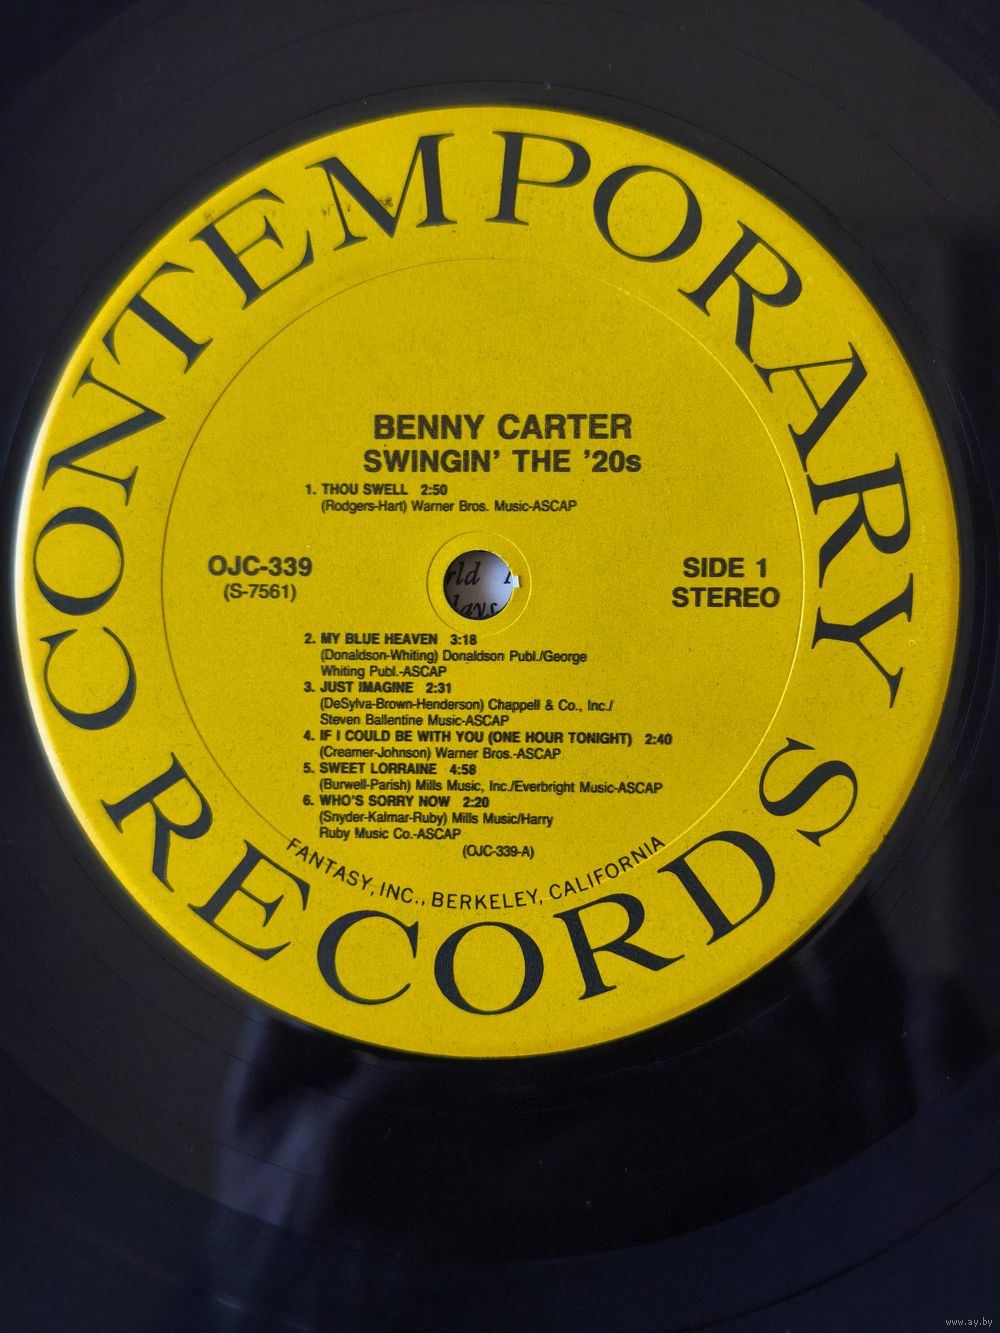 CONTEMPORARY RECORDS
BENNY CARTER
SWINGIN' THE '20s
1. THOU SWELL 2:50
(Rodgers-Hart) Warner Bros. Music-ASCAP
OJC-339
(S-7561)
SIDE 1
STEREO
2. MY BLUE HEAVEN 3:18
(Donaldson-Whiting) Donaldson Publ./George
Whiting Publ.-ASCAP
3. JUST IMAGINE 2:31
(DeSylva-Brown-Henderson) Chappell & Co., Inc./
Steven Ballentine Music-ASCAP
4. IF I COULD BE WITH YOU (ONE HOUR TONIGHT) 2:40
(Creamer-Johnson) Warner Bros.-ASCAP
5. SWEET LORRAINE 4:58
(Burwell-Parish) Mills Music, Inc./Everbright Music-ASCAP
6. WHO'S SORRY NOW 2:20
(Snyder-Kalmar-Ruby) Mills Music/Harry
Ruby Music Co.-ASCAP
(OJC-339-A)
FANTASY, INC., BERKELEY, CALIFORNIA
www.ay.by